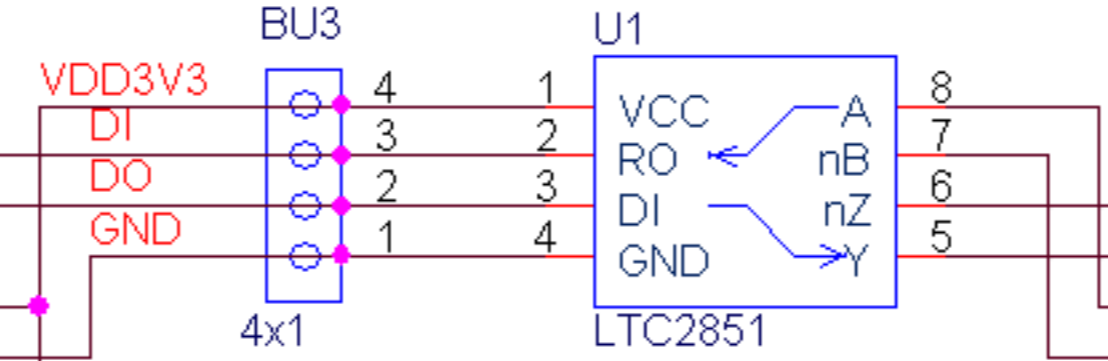 BU3 U1
VDD3V3 4 1 VCC A 8
DI 3 2 RO nB 7
DO 2 3 DI nZ 6
GND 1 4 GND Y 5
4x1 LTC2851